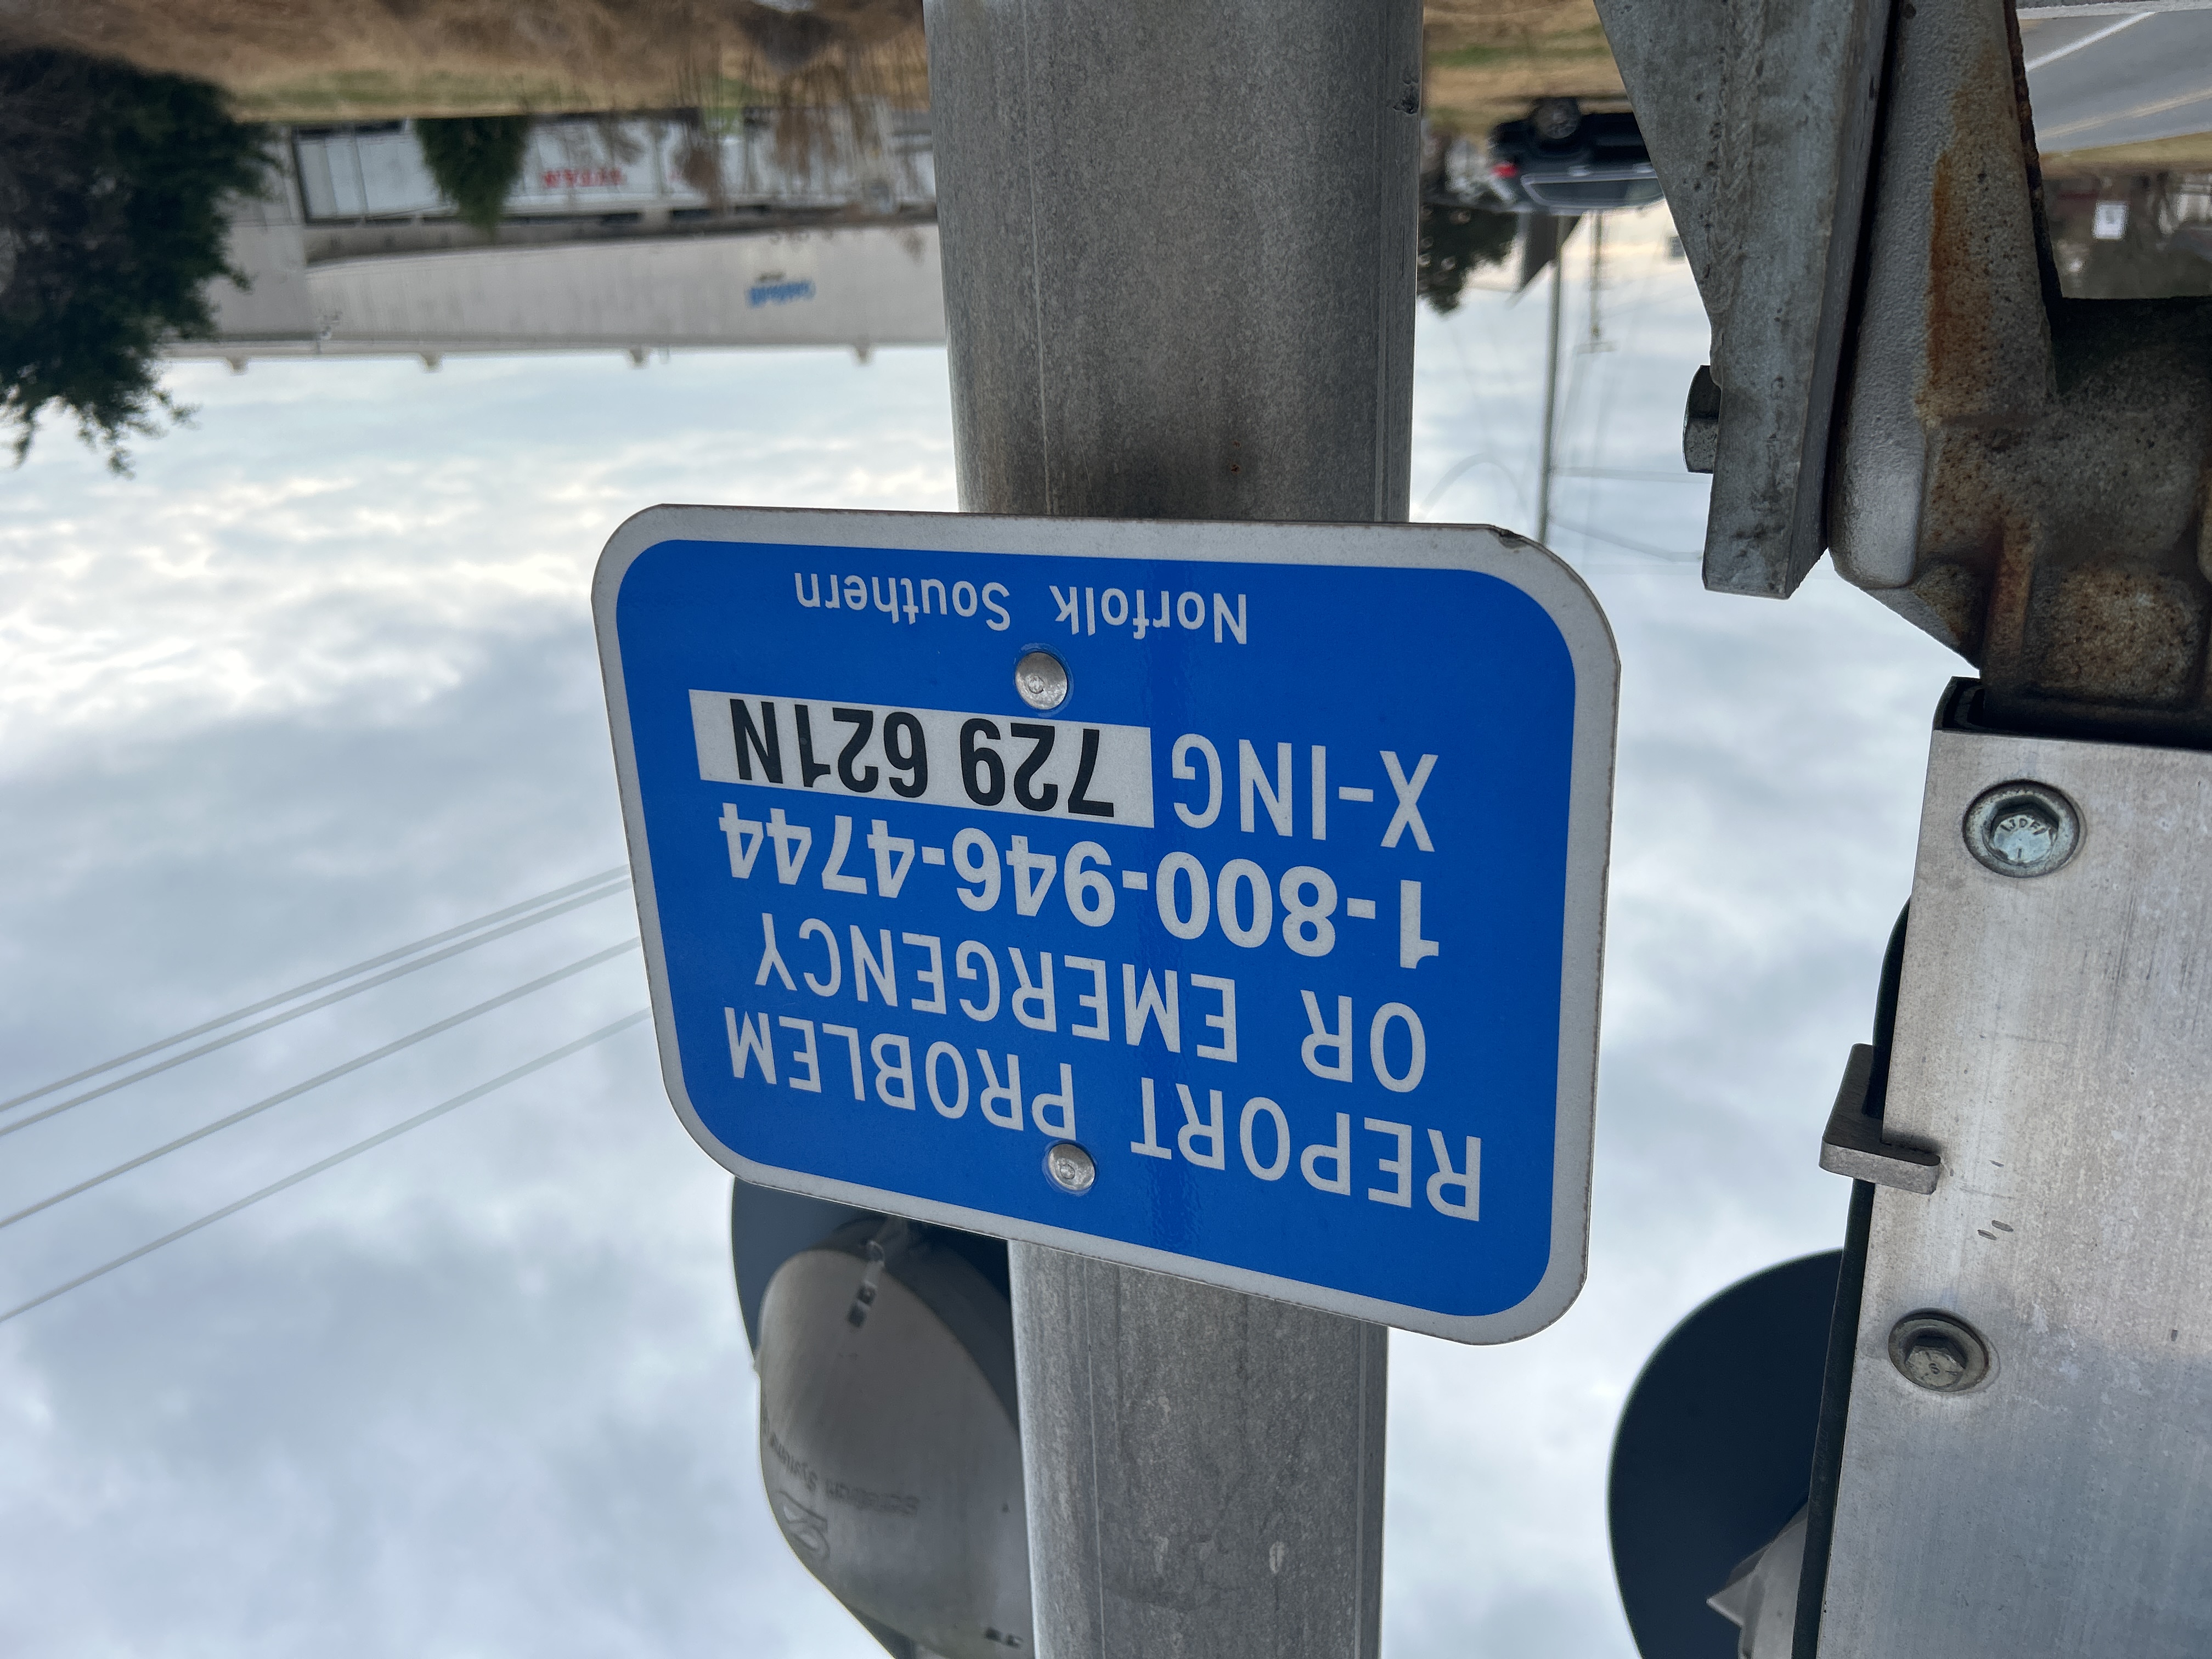 REPORT PROBLEM
OR EMERGENCY
1-800-946-4744
X-ING 729 621N
Norfolk Southern